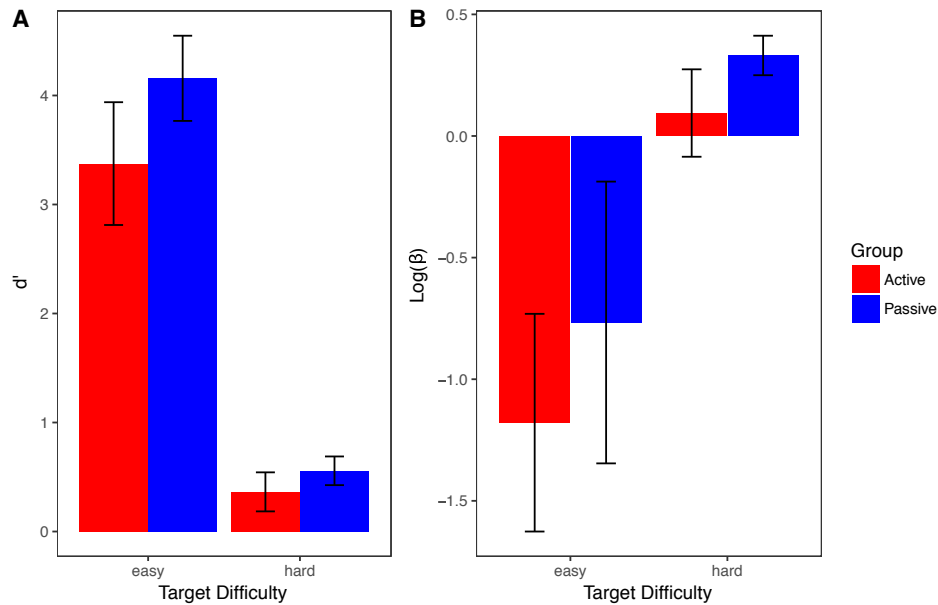 A
4
3
2
1
0
d'
easy
hard
Target Difficulty
B
0.5
0.0
−0.5
−1.0
−1.5
Log(β)
easy
hard
Target Difficulty
Group
Active
Passive